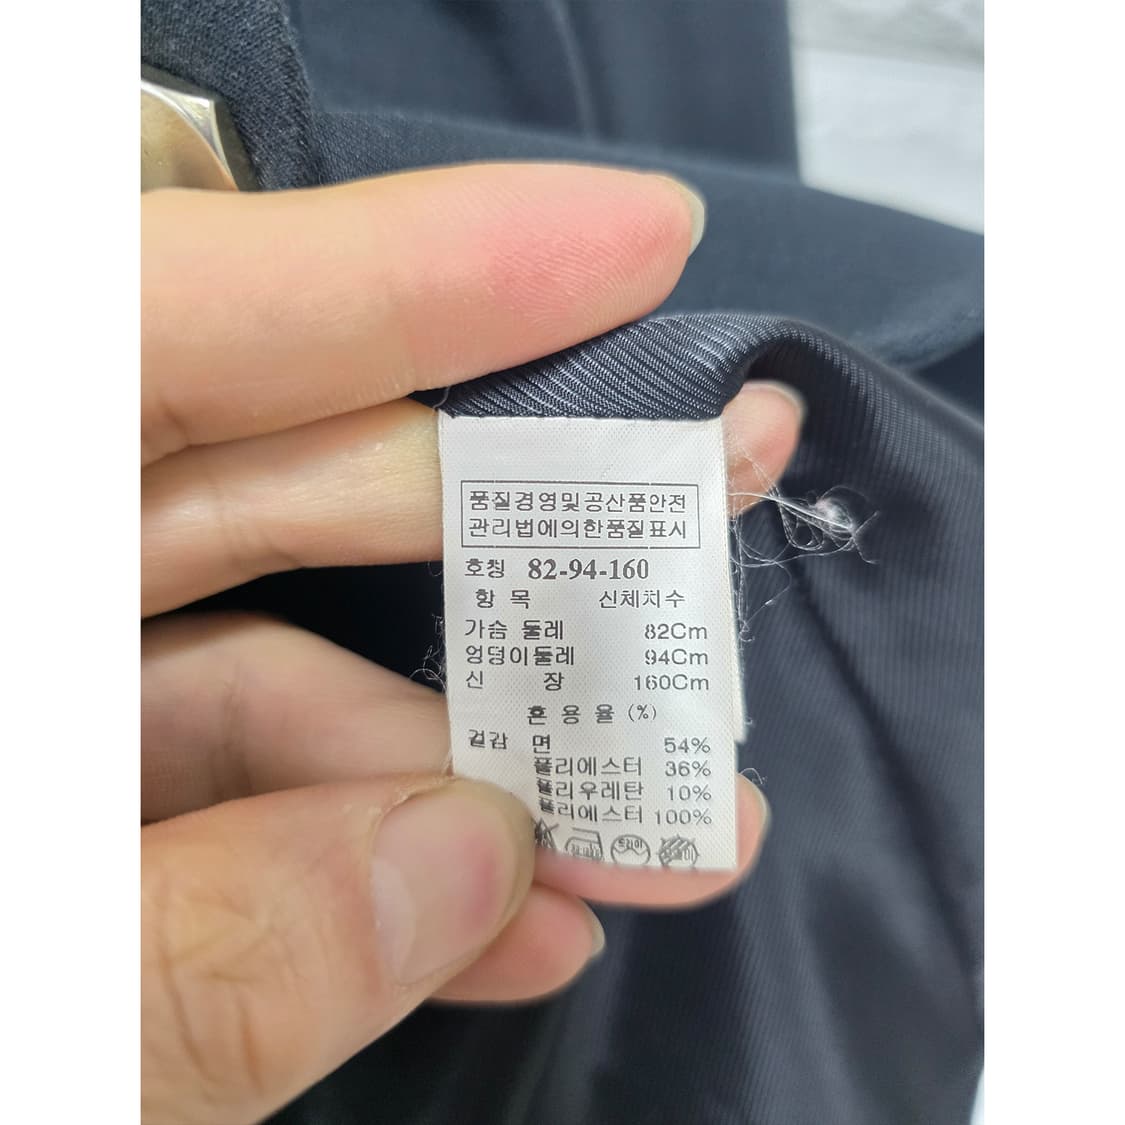 품질경영및공산품안전
관리법에의한품질표시
호칭 82-94-160
항 목 신체치수
가슴 둘레 82Cm
엉덩이둘레 94Cm
신 장 160Cm
혼 용 율 (%)
겉감 면 54%
폴리에스터 36%
폴리우레탄 10%
폴리에스터 100%
드라이